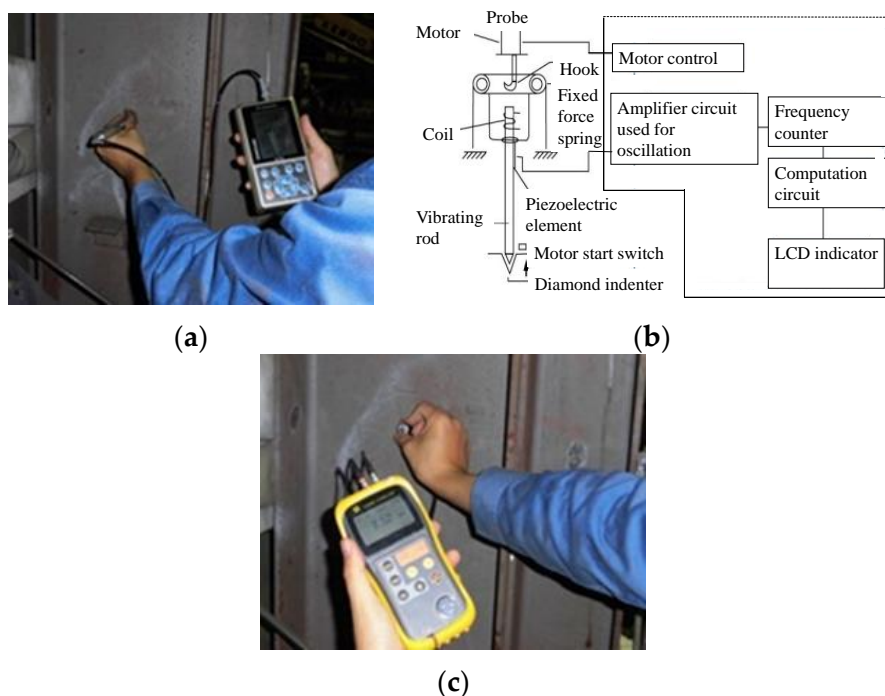 Probe
Motor
Motor control
Hook
Fixed
force
spring
Coil
Amplifier circuit
used for
oscillation
Frequency
counter
Computation
circuit
Piezoelectric
element
Vibrating
rod
Motor start switch
LCD indicator
Diamond indenter
(a)
(b)
(c)